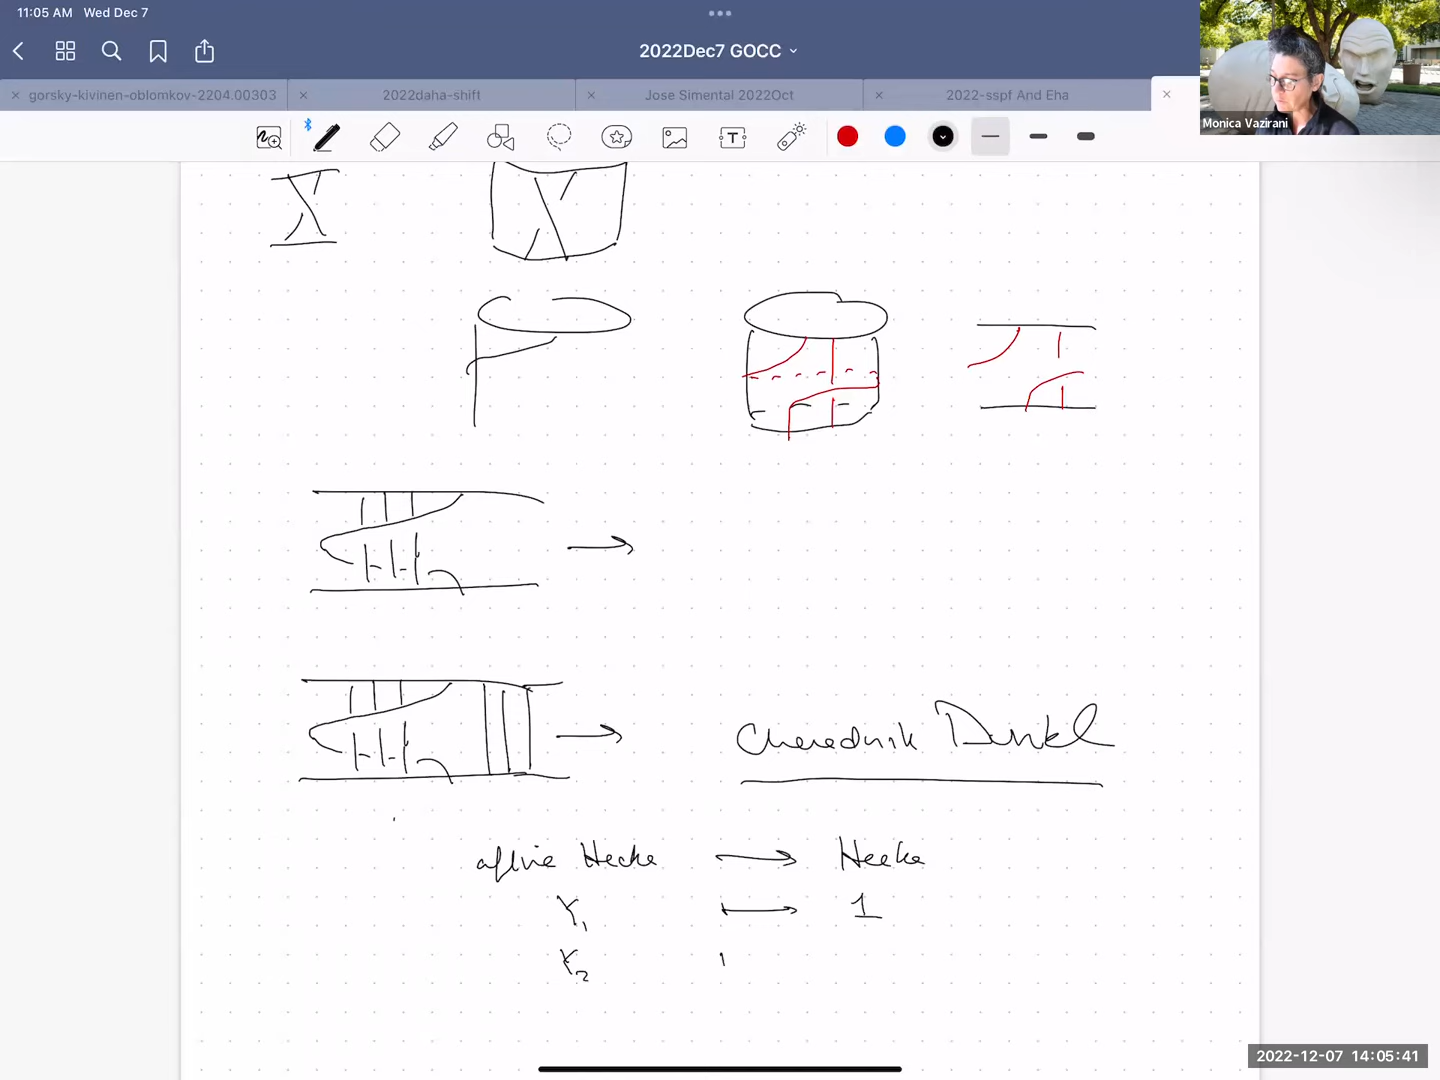 11:05 AM Wed Dec 7
2022Dec7 GOCC
gorsky-kivinen-oblomkov-2204.00303
2022daha-shift
Jose Simental 2022Oct
2022-sspf And Eha
Monica Vazirani
T
Cherednik Dunkl
affine Hecke → Hecke
Y₁ ↦ 1
Y₂
2022-12-07 14:05:41